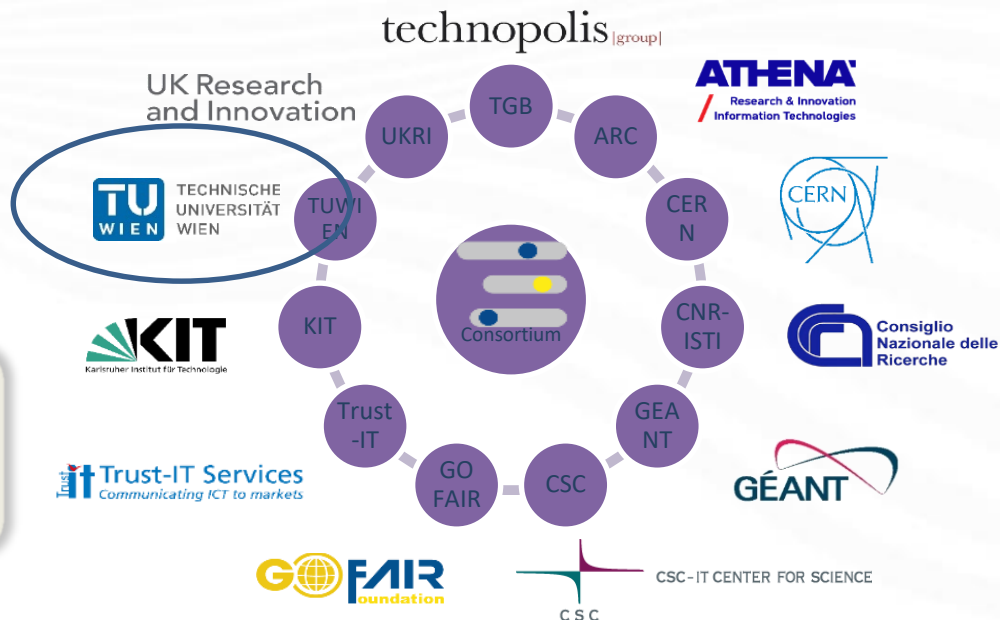 technopolis |group|
UK Research
and Innovation
ATHENA
Research & Innovation
Information Technologies
TGB
UKRI
ARC
TU
WIEN
TECHNISCHE
UNIVERSITÄT
WIEN
TUWI
EN
CER
N
CERN
Consortium
KIT
Karlsruher Institut für Technologie
KIT
CNR-
ISTI
Consiglio
Nazionale delle
Ricerche
Trust
-IT
GEA
NT
Trust it Trust-IT Services
Communicating ICT to markets
GO
FAIR
CSC
GÉANT
GO FAIR
Foundation
CSC
CSC-IT CENTER FOR SCIENCE